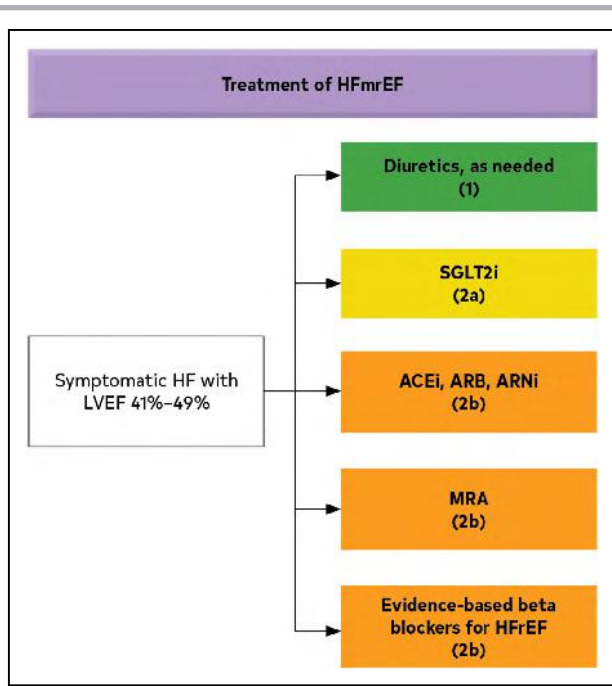 Treatment of HFmrEF
Diuretics, as needed
(1)
SGLT2i
(2a)
Symptomatic HF with
LVEF 41%–49%
ACEi, ARB, ARNi
(2b)
MRA
(2b)
Evidence-based beta
blockers for HFrEF
(2b)